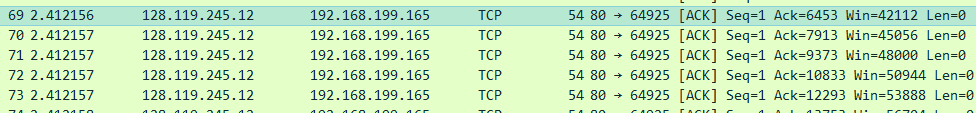 69 2.412156 128.119.245.12 192.168.199.165 TCP 54 80 → 64925 [ACK] Seq=1 Ack=6453 Win=42112 Len=0
70 2.412157 128.119.245.12 192.168.199.165 TCP 54 80 → 64925 [ACK] Seq=1 Ack=7913 Win=45056 Len=0
71 2.412157 128.119.245.12 192.168.199.165 TCP 54 80 → 64925 [ACK] Seq=1 Ack=9373 Win=48000 Len=0
72 2.412157 128.119.245.12 192.168.199.165 TCP 54 80 → 64925 [ACK] Seq=1 Ack=10833 Win=50944 Len=0
73 2.412157 128.119.245.12 192.168.199.165 TCP 54 80 → 64925 [ACK] Seq=1 Ack=12293 Win=53888 Len=0